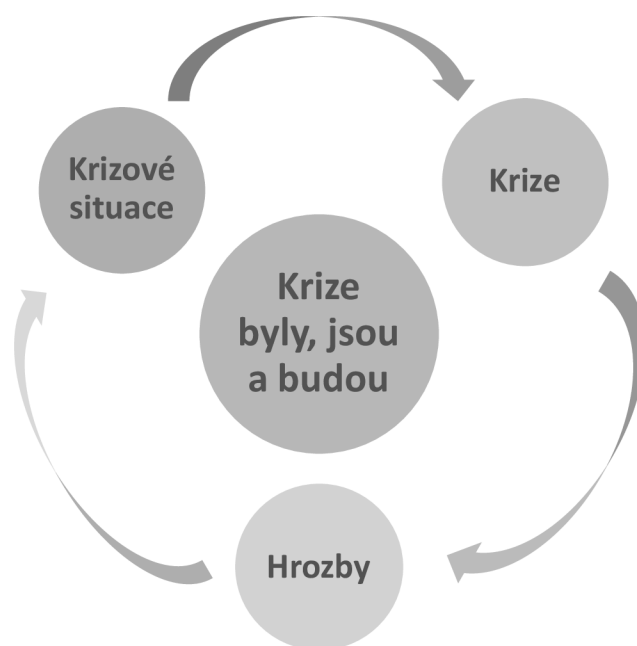 Krizové
situace
Krize
Krize
byly, jsou
a budou
Hrozby